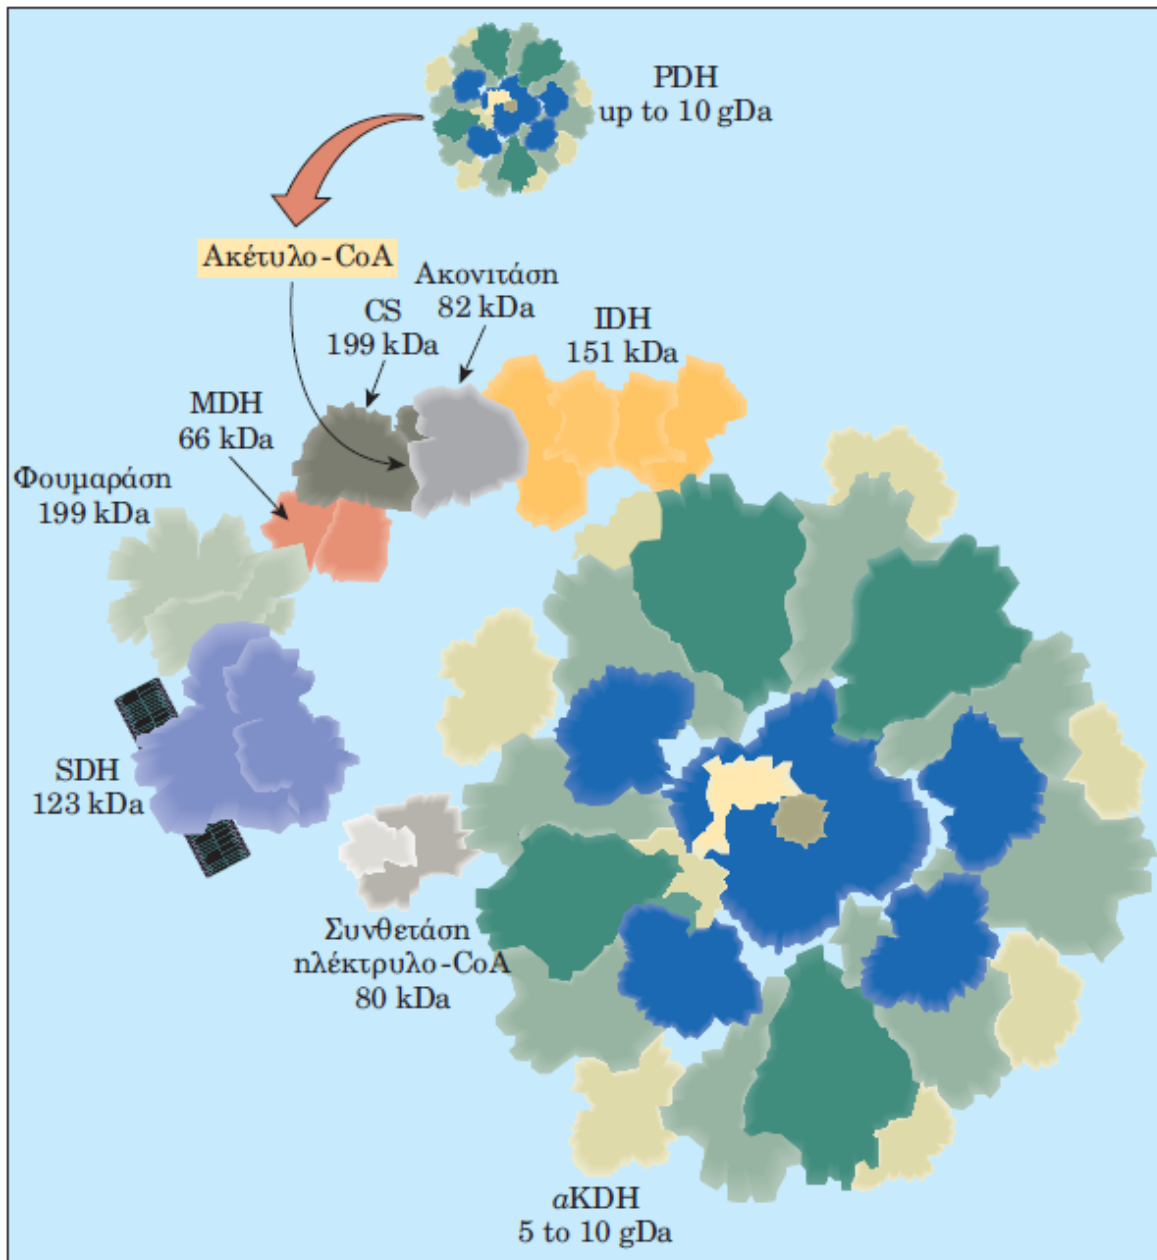 PDH
up to 10 gDa
Ακέτυλο-CoA
Ακονιτάση
82 kDa
CS
199 kDa
IDH
151 kDa
MDH
66 kDa
Φουμαράση
199 kDa
SDH
123 kDa
Συνθετάση
ηλέκτρυλο-CoA
80 kDa
αKDH
5 to 10 gDa